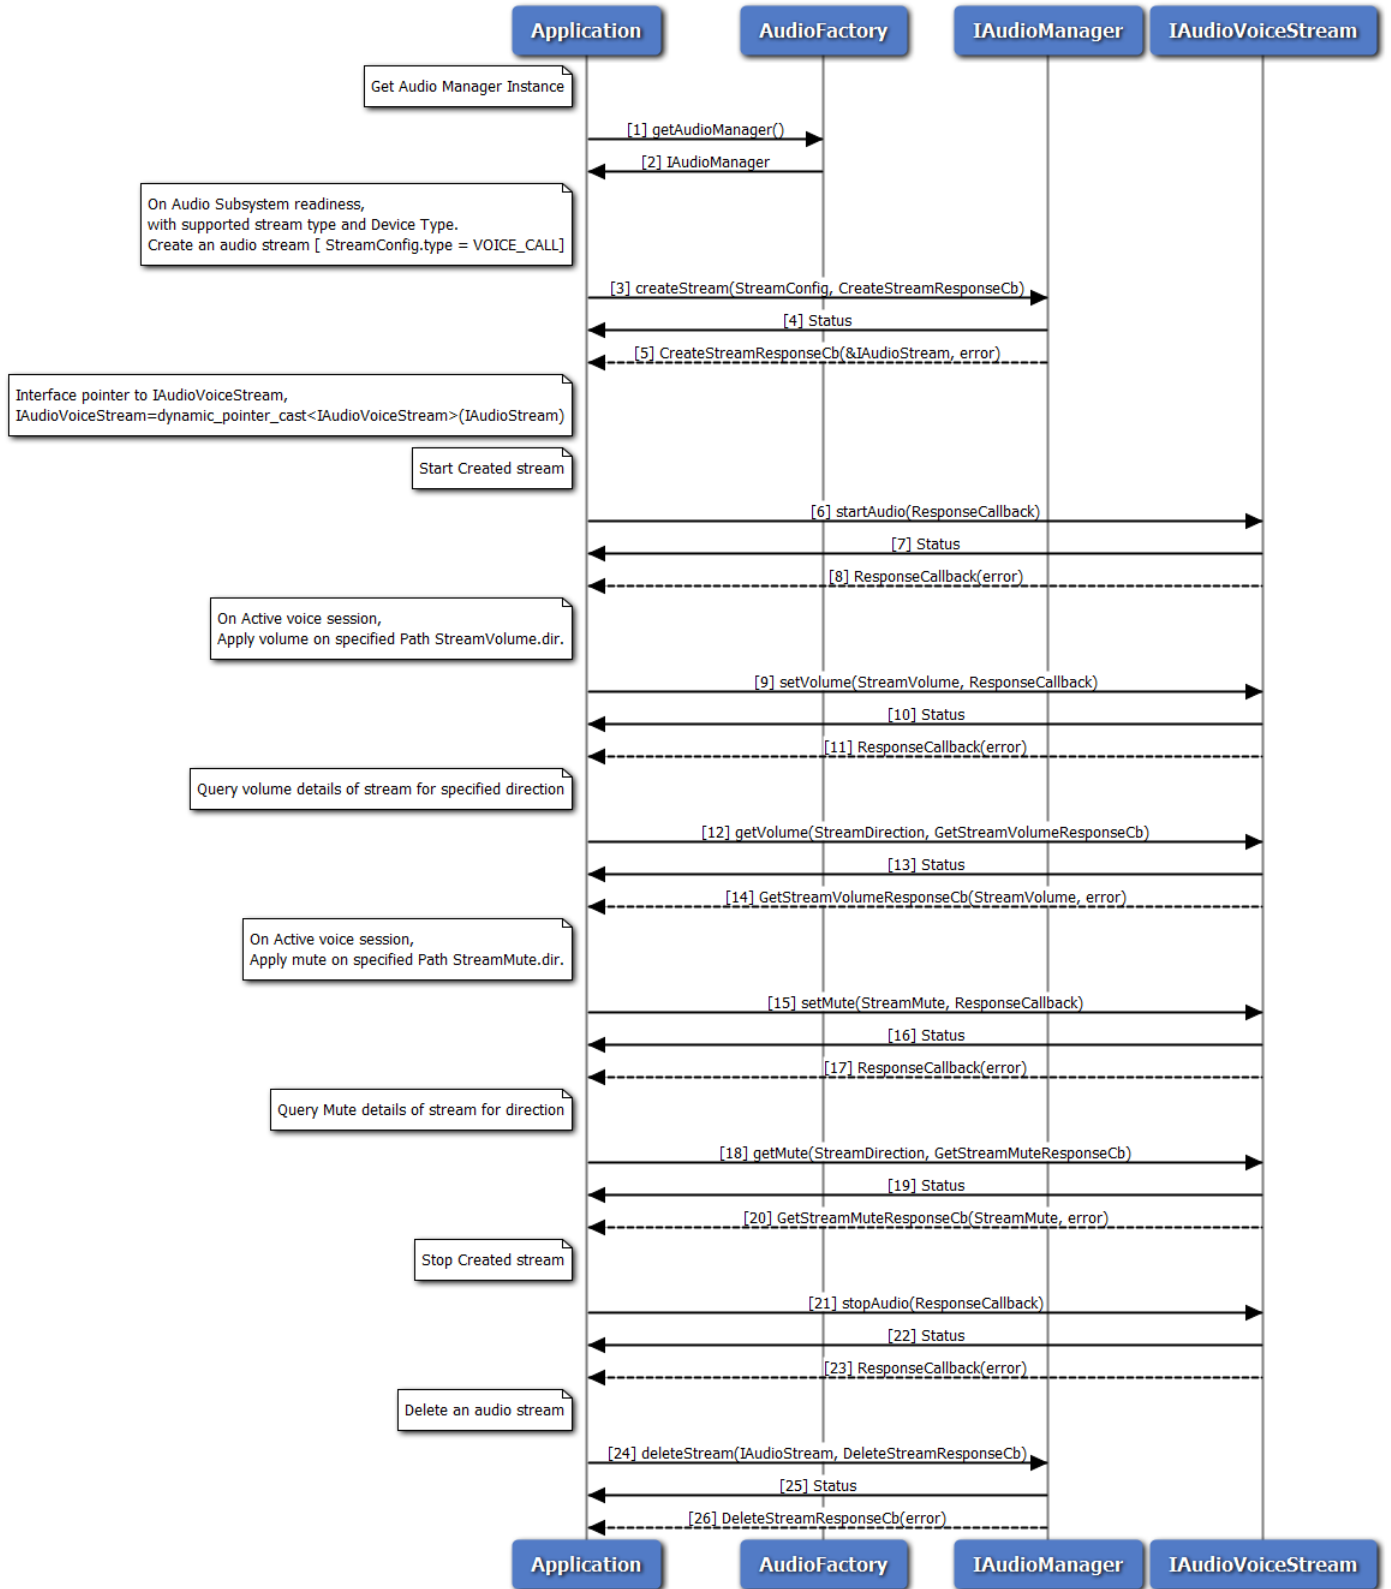 Application
AudioFactory
IAudioManager
IAudioVoiceStream
Get Audio Manager Instance
[1] getAudioManager()
[2] IAudioManager
On Audio Subsystem readiness,
with supported stream type and Device Type.
Create an audio stream [ StreamConfig.type = VOICE_CALL]
[3] createStream(StreamConfig, CreateStreamResponseCb)
[4] Status
[5] CreateStreamResponseCb(&IAudioStream, error)
Interface pointer to IAudioVoiceStream,
IAudioVoiceStream=dynamic_pointer_cast<IAudioVoiceStream>(IAudioStream)
Start Created stream
[6] startAudio(ResponseCallback)
[7] Status
[8] ResponseCallback(error)
On Active voice session,
Apply volume on specified Path StreamVolume.dir.
[9] setVolume(StreamVolume, ResponseCallback)
[10] Status
[11] ResponseCallback(error)
Query volume details of stream for specified direction
[12] getVolume(StreamDirection, GetStreamVolumeResponseCb)
[13] Status
[14] GetStreamVolumeResponseCb(StreamVolume, error)
On Active voice session,
Apply mute on specified Path StreamMute.dir.
[15] setMute(StreamMute, ResponseCallback)
[16] Status
[17] ResponseCallback(error)
Query Mute details of stream for direction
[18] getMute(StreamDirection, GetStreamMuteResponseCb)
[19] Status
[20] GetStreamMuteResponseCb(StreamMute, error)
Stop Created stream
[21] stopAudio(ResponseCallback)
[22] Status
[23] ResponseCallback(error)
Delete an audio stream
[24] deleteStream(IAudioStream, DeleteStreamResponseCb)
[25] Status
[26] DeleteStreamResponseCb(error)
Application
AudioFactory
IAudioManager
IAudioVoiceStream